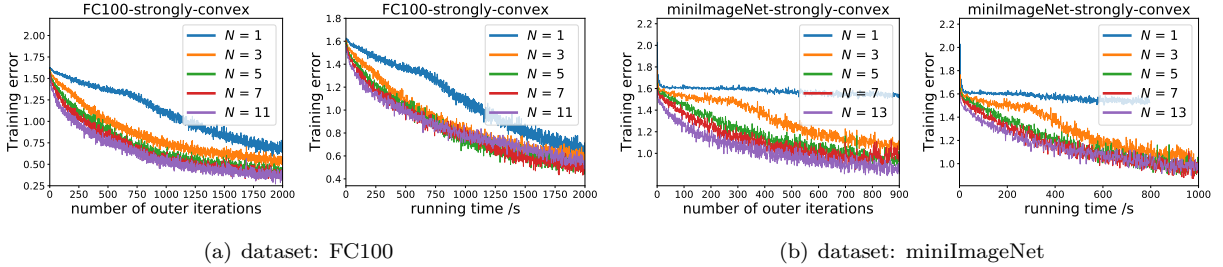 FC100-strongly-convex
Training error
2.00
1.75
1.50
1.25
1.00
0.75
0.50
0.25
N = 1
N = 3
N = 5
N = 7
N = 11
0 250 500 750 1000 1250 1500 1750 2000
number of outer iterations
FC100-strongly-convex
Training error
1.8
1.6
1.4
1.2
1.0
0.8
0.6
0.4
N = 1
N = 3
N = 5
N = 7
N = 11
0 250 500 750 1000 1250 1500 1750 2000
running time /s
(a) dataset: FC100
miniImageNet-strongly-convex
Training error
2.2
2.0
1.8
1.6
1.4
1.2
1.0
N = 1
N = 3
N = 5
N = 7
N = 13
0 100 200 300 400 500 600 700 800 900
number of outer iterations
miniImageNet-strongly-convex
Training error
2.2
2.0
1.8
1.6
1.4
1.2
1.0
N = 1
N = 3
N = 5
N = 7
N = 13
0 200 400 600 800 1000
running time /s
(b) dataset: miniImageNet